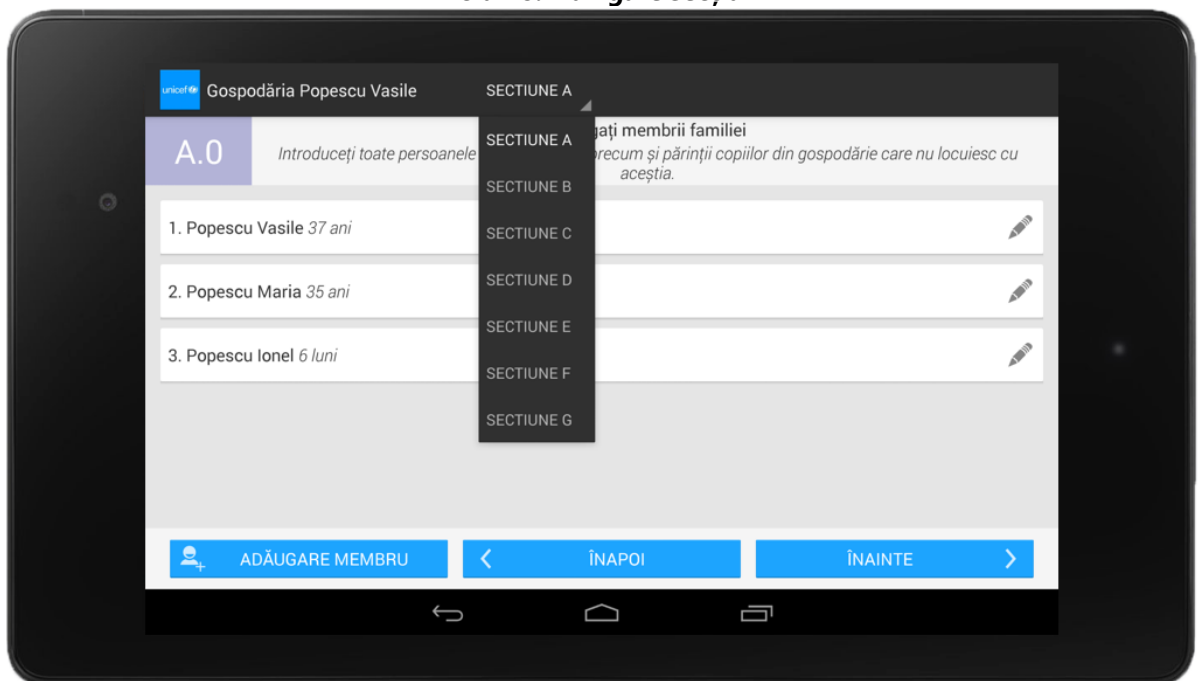 unicef Gospodăria Popescu Vasile SECTIUNE A
A.0
gați membrii familiei
Introduceți toate persoanele precum și părinții copiilor din gospodărie care nu locuiesc cu
aceștia.
SECTIUNE A
SECTIUNE B
SECTIUNE C
SECTIUNE D
SECTIUNE E
SECTIUNE F
SECTIUNE G
1. Popescu Vasile 37 ani
2. Popescu Maria 35 ani
3. Popescu Ionel 6 luni
ADĂUGARE MEMBRU
ÎNAPOI
ÎNAINTE